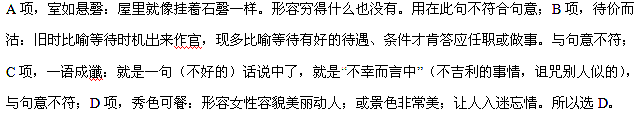 A 项，室如悬磬：屋里就像挂着石磬一样。形容穷得什么也没有。用在此句不符合句意；B 项，待价而
沽：旧时比喻等待时机出来作官，现多比喻等待有好的待遇、条件才肯答应任职或做事。与句意不符；
C 项，一语成谶：就是一句（不好的）话说中了，就是“不幸而言中”（不吉利的事情，诅咒别人似的），
与句意不符；D 项，秀色可餐：形容女性容貌美丽动人；或景色非常美；让人入迷忘情。所以选 D。